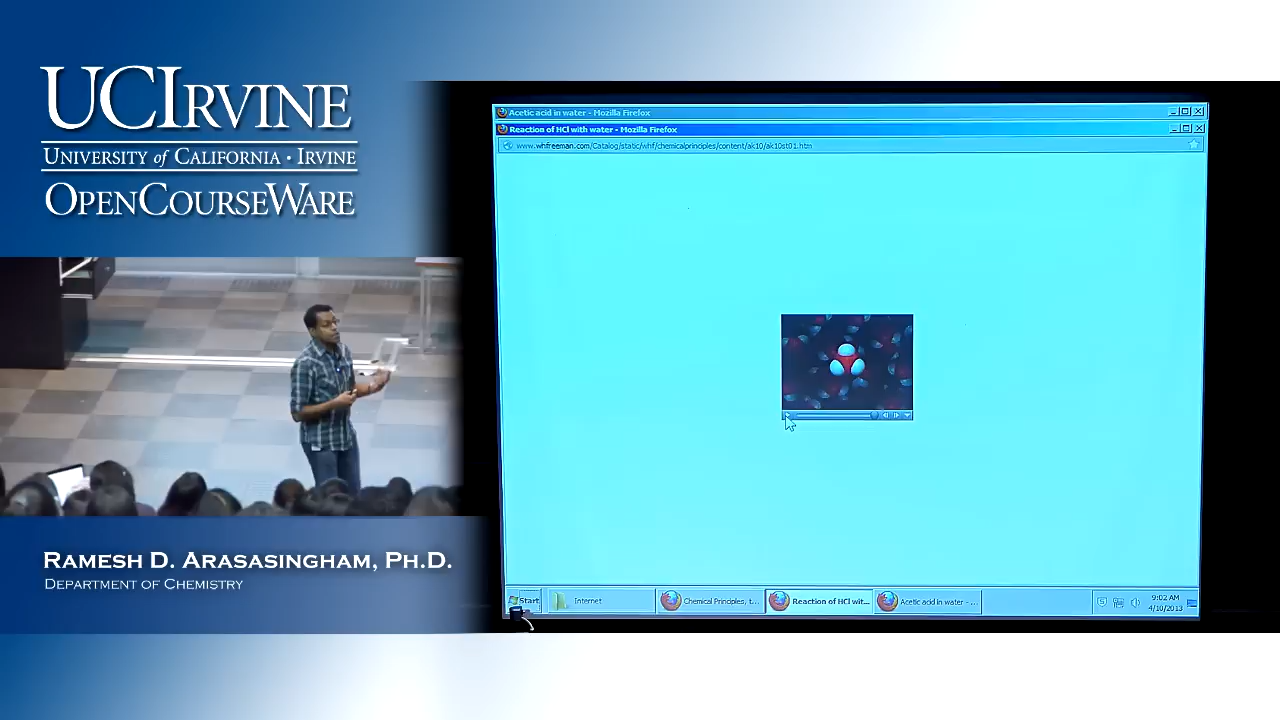 UCIRVINE
UNIVERSITY of CALIFORNIA · IRVINE
OPENCOURSEWARE
RAMESH D. ARASASINGHAM, PH.D.
DEPARTMENT OF CHEMISTRY
Acetic acid in water - Mozilla Firefox
Reaction of HCl with water - Mozilla Firefox
www.whfreeman.com/Catalog/static/whf/chemicalprinciples/content/ak10/ak10st01.htm
Start
Internet
Chemical Principles, t...
Reaction of HCl wit...
Acetic acid in water - ...
9:02 AM
4/10/2013